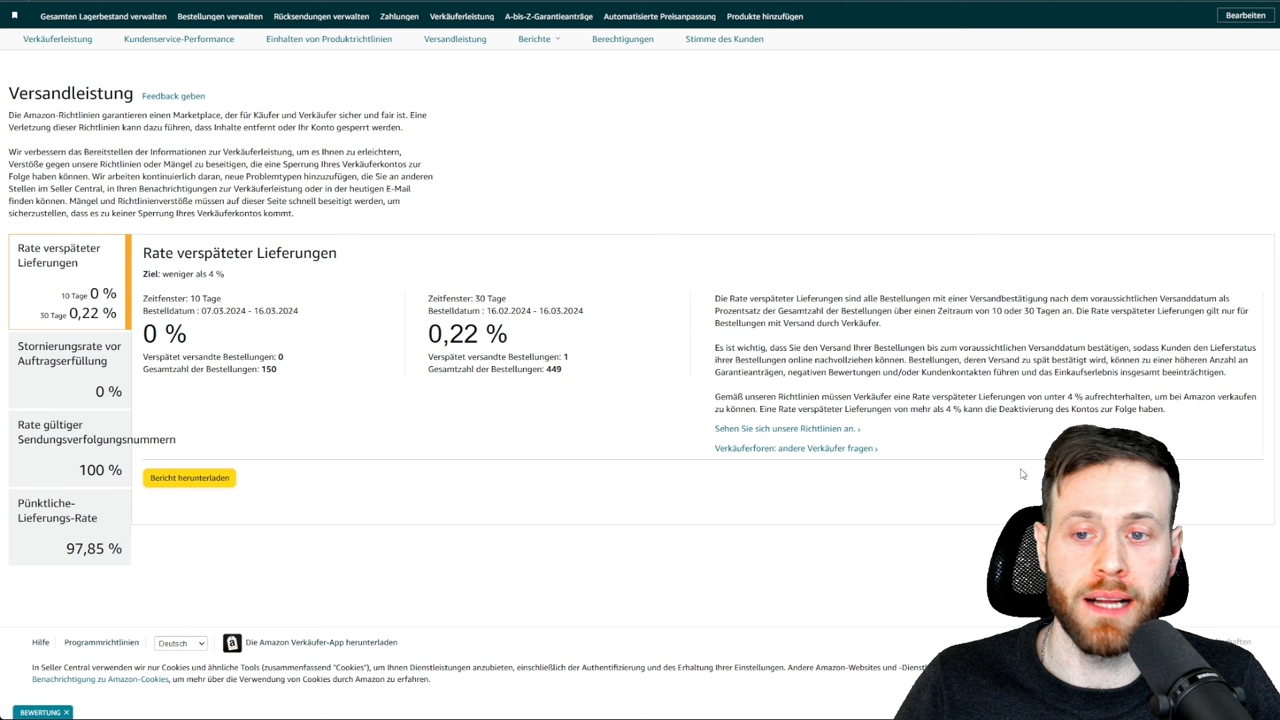 Gesamten Lagerbestand verwalten Bestellungen verwalten Rücksendungen verwalten Zahlungen Verkäuferleistung A-bis-Z-Garantieanträge Automatisierte Preisanpassung Produkte hinzufügen Bearbeiten
Verkäuferleistung Kundenservice-Performance Einhalten von Produktrichtlinien Versandleistung Berichte Berechtigungen Stimme des Kunden
Versandleistung Feedback geben
Die Amazon-Richtlinien garantieren einen Marketplace, der für Käufer und Verkäufer sicher und fair ist. Eine
Verletzung dieser Richtlinien kann dazu führen, dass Inhalte entfernt oder Ihr Konto gesperrt werden.
Wir verbessern das Bereitstellen der Informationen zur Verkäuferleistung, um es Ihnen zu erleichtern,
Verstöße gegen unsere Richtlinien oder Mängel zu beseitigen, die eine Sperrung Ihres Verkäuferkontos zur
Folge haben können. Wir arbeiten kontinuierlich daran, neue Problemtypen hinzuzufügen, die Sie an anderen
Stellen im Seller Central, in Ihren Benachrichtigungen zur Verkäuferleistung oder in der heutigen E-Mail
finden können. Mängel und Richtlinienverstöße müssen auf dieser Seite schnell beseitigt werden, um
sicherzustellen, dass es zu keiner Sperrung Ihres Verkäuferkontos kommt.
Rate verspäteter
Lieferungen
10 Tage 0 %
30 Tage 0,22 %
Stornierungsrate vor
Auftragserfüllung
0 %
Rate gültiger
Sendungsverfolgungsnummern
100 %
Pünktliche-
Lieferungs-Rate
97,85 %
Rate verspäteter Lieferungen
Ziel: weniger als 4 %
Zeitfenster: 10 Tage
Bestelldatum : 07.03.2024 - 16.03.2024
0 %
Verspätet versandte Bestellungen: 0
Gesamtzahl der Bestellungen: 150
Zeitfenster: 30 Tage
Bestelldatum : 16.02.2024 - 16.03.2024
0,22 %
Verspätet versandte Bestellungen: 1
Gesamtzahl der Bestellungen: 449
Die Rate verspäteter Lieferungen sind alle Bestellungen mit einer Versandbestätigung nach dem voraussichtlichen Versanddatum als
Prozentsatz der Gesamtzahl der Bestellungen über einen Zeitraum von 10 oder 30 Tagen an. Die Rate verspäteter Lieferungen gilt nur für
Bestellungen mit Versand durch Verkäufer.
Es ist wichtig, dass Sie den Versand Ihrer Bestellungen bis zum voraussichtlichen Versanddatum bestätigen, sodass Kunden den Lieferstatus
ihrer Bestellungen online nachvollziehen können. Bestellungen, deren Versand zu spät bestätigt wird, können zu einer höheren Anzahl an
Garantieanträgen, negativen Bewertungen und/oder Kundenkontakten führen und das Einkaufserlebnis insgesamt beeinträchtigen.
Gemäß unseren Richtlinien müssen Verkäufer eine Rate verspäteter Lieferungen von unter 4 % aufrechterhalten, um bei Amazon verkaufen
zu können. Eine Rate verspäteter Lieferungen von mehr als 4 % kann die Deaktivierung des Kontos zur Folge haben.
Sehen Sie sich unsere Richtlinien an. ›
Verkäuferforen: andere Verkäufer fragen ›
Bericht herunterladen
Hilfe Programmrichtlinien Deutsch Die Amazon Verkäufer-App herunterladen
In Seller Central verwenden wir nur Cookies und ähnliche Tools (zusammenfassend "Cookies"), um Ihnen Dienstleistungen anzubieten, einschließlich der Authentifizierung und des Erhaltung Ihrer Einstellungen. Andere Amazon-Websites und
Benachrichtigung zu Amazon-Cookies, um mehr über die Verwendung von Cookies durch Amazon zu erfahren.
BEWERTUNG ×